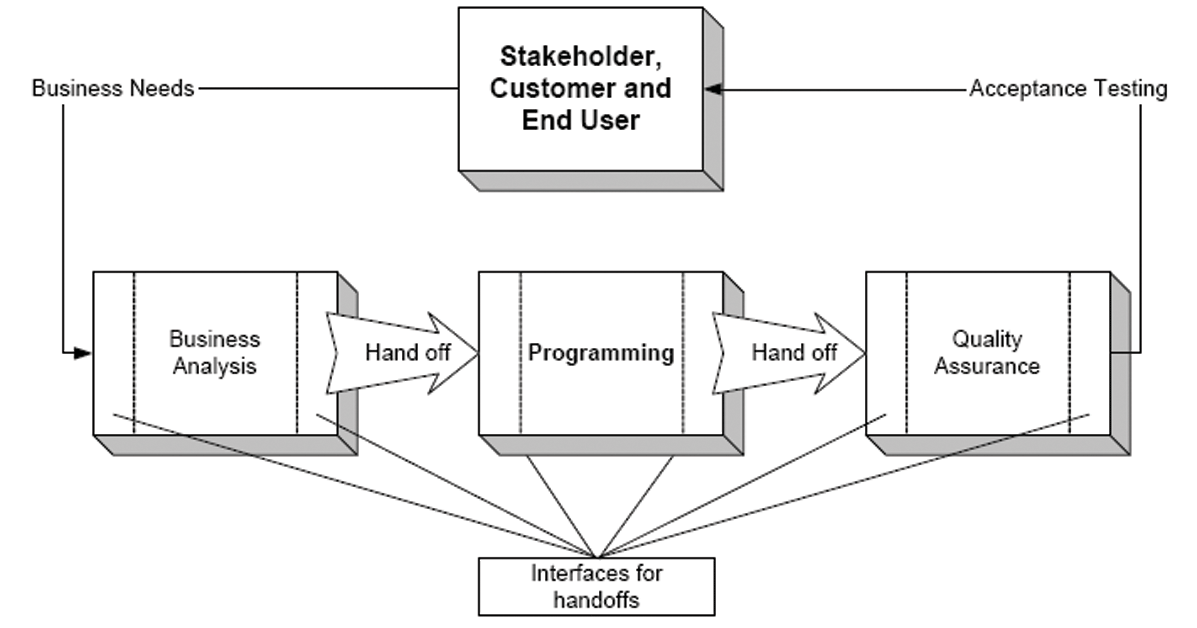 Stakeholder,
Customer and
End User
Business Needs
Acceptance Testing
Business
Analysis
Hand off
Programming
Hand off
Quality
Assurance
Interfaces for
handoffs